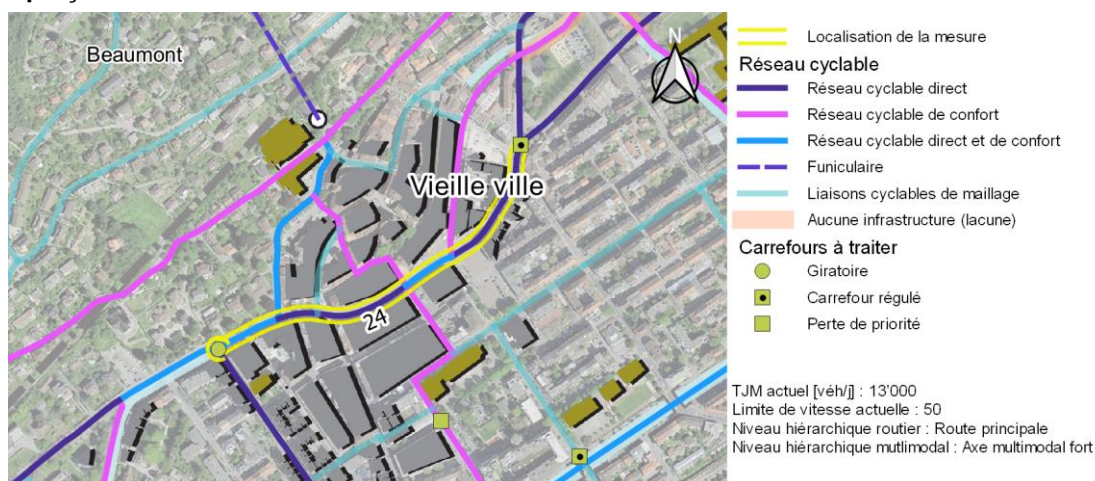 Beaumont
Vieille ville
24
N
Localisation de la mesure
Réseau cyclable
Réseau cyclable direct
Réseau cyclable de confort
Réseau cyclable direct et de confort
Funiculaire
Liaisons cyclables de maillage
Aucune infrastructure (lacune)
Carrefours à traiter
Giratoire
Carrefour régulé
Perte de priorité
TJM actuel [véh/j] : 13'000
Limite de vitesse actuelle : 50
Niveau hiérarchique routier : Route principale
Niveau hiérarchique mutlimodal : Axe multimodal fort